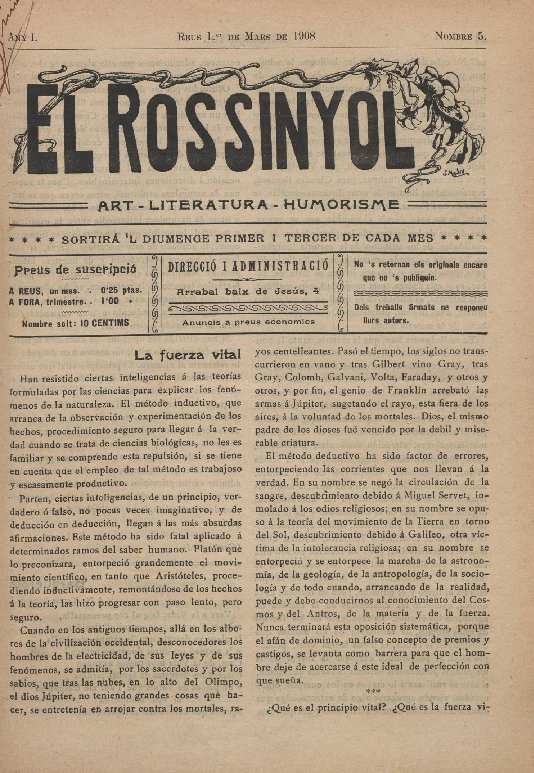 ANY I.
REUS 1.er DE MARS DE 1908
NOMBRE 5.
EL ROSSINYOL
ART - LITERATURA - HUMORISME
* * * * SORTIRÁ 'L DIUMENGE PRIMER I TERCER DE CADA MES * * * *
Preus de suscripció
A REUS, un mes. . 0'25 ptas.
A FORA, trimestre. . 1'00 »
Nombre solt: 10 CENTIMS
DIRECCIÓ I ADMINISTRACIÓ
Arrabal baix de Jesús, 4
Anuncis a preus economics
No 's retornan els originals encare
que no 's publiquin.
Dels treballs firmats ne responen
llurs autors.
La fuerza vital
Han resistido ciertas inteligencias á las teorías
formuladas por las ciencias para explicar los fenó-
menos de la naturaleza. El método inductivo, que
arranca de la observación y experimentación de los
hechos, procedimiento seguro para llegar á la ver-
dad cuando se trata de ciencias biológicas, no les es
familiar y se comprende esta repulsión, si se tiene
en cuenta que el empleo de tal método es trabajoso
y escasamente productivo.
Parten, ciertas inteligencias, de un principio, ver-
dadero ó falso, no pocas veces imaginativo, y de
deducción en deducción, llegan á las más absurdas
afirmaciones. Este método ha sido fatal aplicado á
determinados ramos del saber humano. Platón que
lo preconizara, entorpeció grandemente el movi-
miento científico, en tanto que Aristóteles, proce-
diendo inductivamente, remontándose de los hechos
á la teoría, las hizo progresar con paso lento, pero
seguro.
Cuando en los antiguos tiempos, allá en los albo-
res de la civilización occidental, desconocedores los
hombres de la electricidad, de sus leyes y de sus
fenómenos, se admitía, por los sacerdotes y por los
sabios, que tras las nubes, en lo alto del Olimpo,
el dios Júpiter, no teniendo grandes cosas que ha-
cer, se entretenía en arrojar contra los mortales, ra-
yos centelleantes. Pasó el tiempo, los siglos no trans-
currieron en vano y tras Gilbert vino Gray, tras
Gray, Colomb, Galvani, Volta, Faraday, y otros y
otros, y por fin, el genio de Franklin arrebató las
armas á Júpiter, sugetando el rayo, esta fiera de los
aires, á la voluntad de los mortales. Dios, el mismo
padre de los dioses fué vencido por la debil y mise-
rable criatura.
El método deductivo ha sido factor de errores,
entorpeciendo las corrientes que nos llevan á la
verdad. En su nombre se negó la circulación de la
sangre, descubrimiento debido á Miguel Servet, in-
molado á los odios religiosos; en su nombre se opu-
so á la teoría del movimiento de la Tierra en torno
del Sol, descubrimiento debido á Galileo, otra víc-
tima de la intolerancia religiosa; en su nombre se
entorpeció y se entorpece la marcha de la astrono-
mía, de la geología, de la antropología, de la socio-
logía y de todo cuando, arrancando de la realidad,
puede y debe conducirnos al conocimiento del Cos-
mos y del Antros, de la materia y de la fuerza.
Nunca terminará esta oposición sistemática, porque
el afán de dominio, un falso concepto de premios y
castigos, se levanta como barrera para que el hom-
bre deje de acercarse á este ideal de perfección con
que sueña.
***
¿Qué es el principio vital? ¿Qué es la fuerza vi-